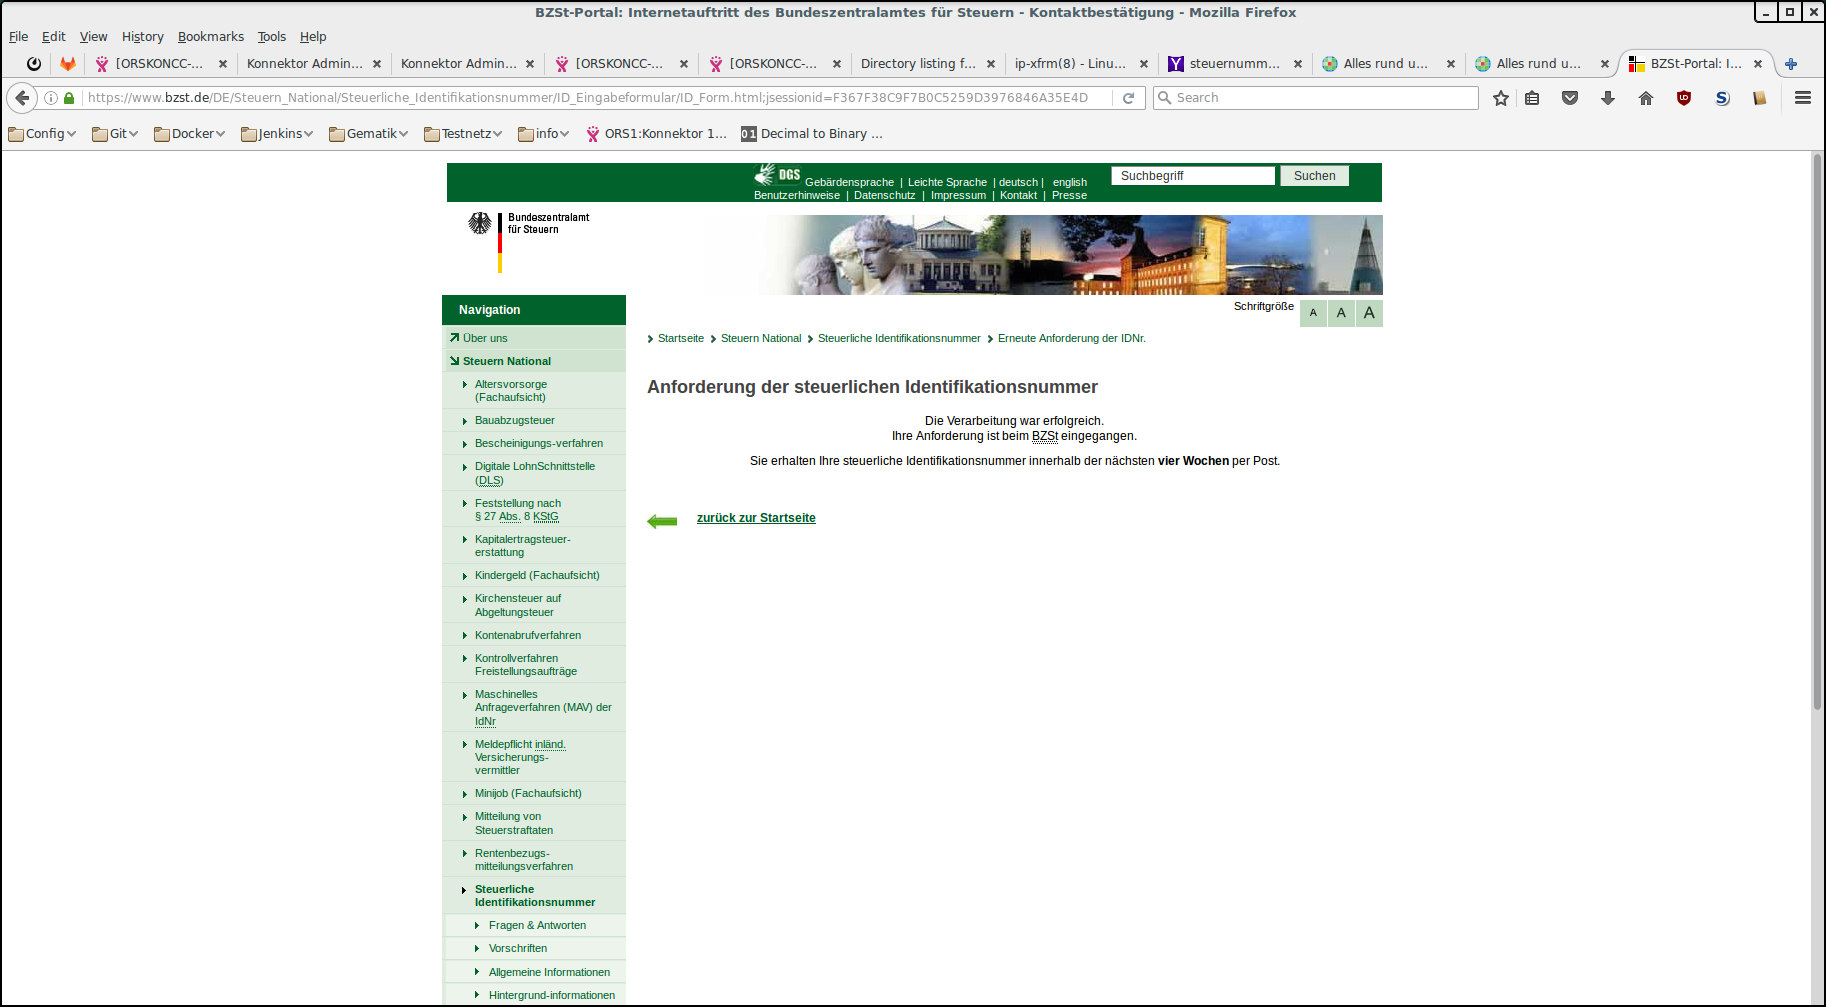 BZSt-Portal: Internetauftritt des Bundeszentralamtes für Steuern - Kontaktbestätigung - Mozilla Firefox
File Edit View History Bookmarks Tools Help
[ORSKONCC-... Konnektor Admin... Konnektor Admin... [ORSKONCC-... [ORSKONCC-... Directory listing f... ip-xfrm(8) - Linu... steuernumm... Alles rund u... Alles rund u... BZSt-Portal: I...
https://www.bzst.de/DE/Steuern_National/Steuerliche_Identifikationsnummer/ID_Eingabeformular/ID_Form.html;jsessionid=F367F38C9F7B0C5259D3976846A35E4D Search
Config Git Docker Jenkins Gematik Testnetz info ORS1:Konnektor 1... 0 1 Decimal to Binary ...
DGS Gebärdensprache | Leichte Sprache | deutsch | english
Suchbegriff Suchen
Benutzerhinweise | Datenschutz | Impressum | Kontakt | Presse
Bundeszentralamt
für Steuern
Schriftgröße A A A
Navigation
Über uns
Steuern National
Altersvorsorge
(Fachaufsicht)
Bauabzugsteuer
Bescheinigungs-verfahren
Digitale LohnSchnittstelle
(DLS)
Feststellung nach
§ 27 Abs. 8 KStG
Kapitalertragsteuer-
erstattung
Kindergeld (Fachaufsicht)
Kirchensteuer auf
Abgeltungsteuer
Kontenabrufverfahren
Kontrollverfahren
Freistellungsaufträge
Maschinelles
Anfrageverfahren (MAV) der
IdNr
Meldepflicht inländ.
Versicherungs-
vermittler
Minijob (Fachaufsicht)
Mitteilung von
Steuerstraftaten
Rentenbezugs-
mitteilungsverfahren
Steuerliche
Identifikationsnummer
Fragen & Antworten
Vorschriften
Allgemeine Informationen
Hintergrund-informationen
Startseite Steuern National Steuerliche Identifikationsnummer Erneute Anforderung der IDNr.
Anforderung der steuerlichen Identifikationsnummer
Die Verarbeitung war erfolgreich.
Ihre Anforderung ist beim BZSt eingegangen.
Sie erhalten Ihre steuerliche Identifikationsnummer innerhalb der nächsten vier Wochen per Post.
zurück zur Startseite